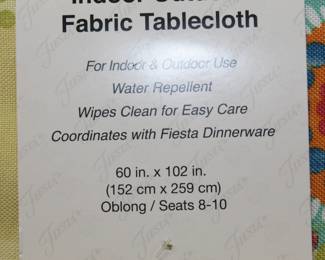 Fabric Tablecloth
For Indoor & Outdoor Use
Water Repellent
Wipes Clean for Easy Care
Coordinates with Fiesta Dinnerware
60 in. x 102 in.
(152 cm x 259 cm)
Oblong / Seats 8-10